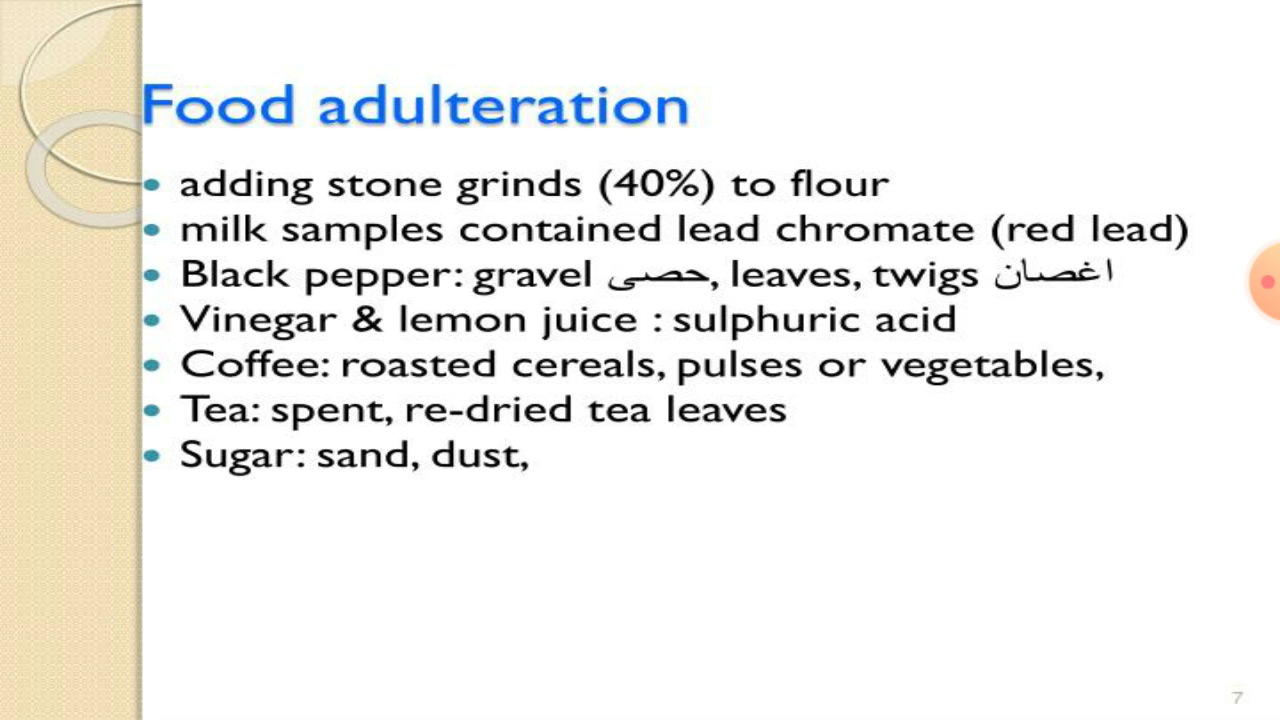 Food adulteration
• adding stone grinds (40%) to flour
• milk samples contained lead chromate (red lead)
• Black pepper: gravel حصى, leaves, twigs اغصان
• Vinegar & lemon juice : sulphuric acid
• Coffee: roasted cereals, pulses or vegetables,
• Tea: spent, re-dried tea leaves
• Sugar: sand, dust,
7